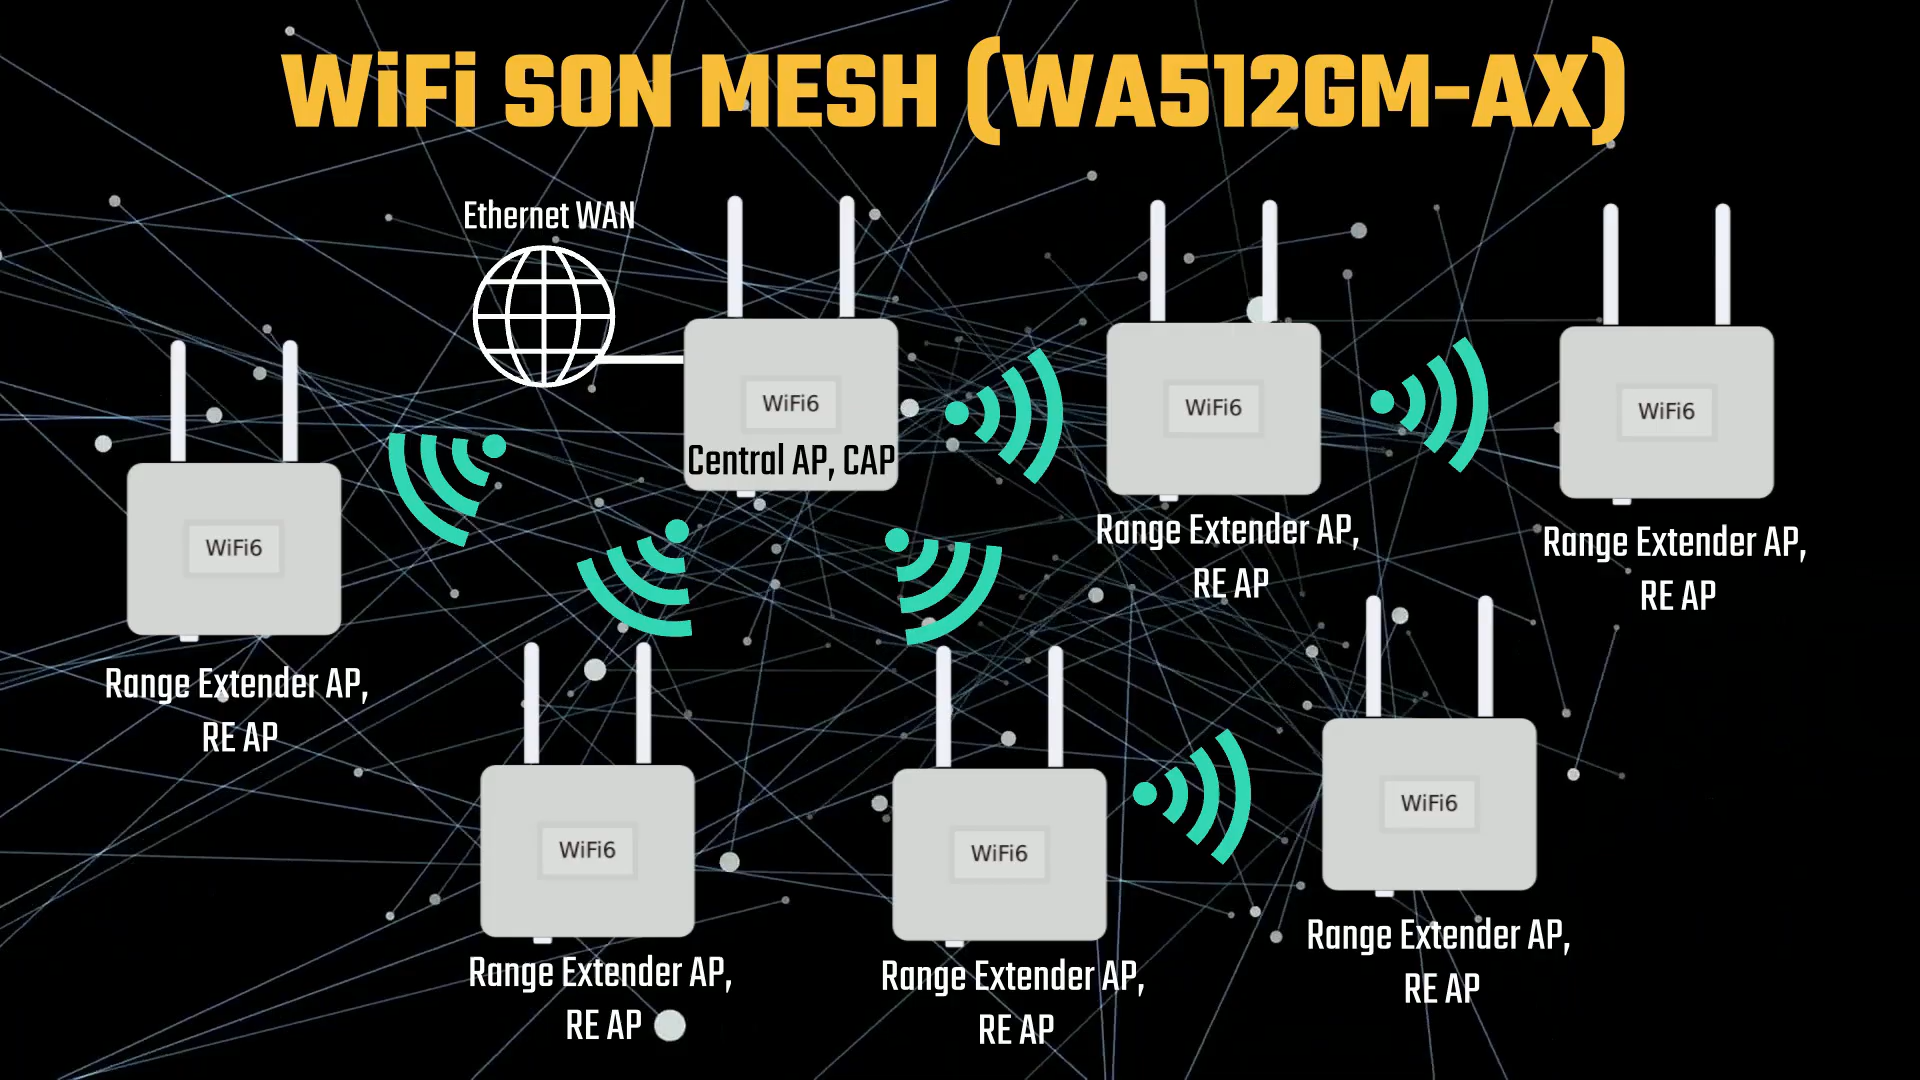 WiFi SON MESH (WA512GM-AX)
Ethernet WAN
WiFi6
Central AP, CAP
WiFi6
Range Extender AP,
RE AP
WiFi6
Range Extender AP,
RE AP
WiFi6
Range Extender AP,
RE AP
WiFi6
Range Extender AP,
RE AP
WiFi6
Range Extender AP,
RE AP
WiFi6
Range Extender AP,
RE AP